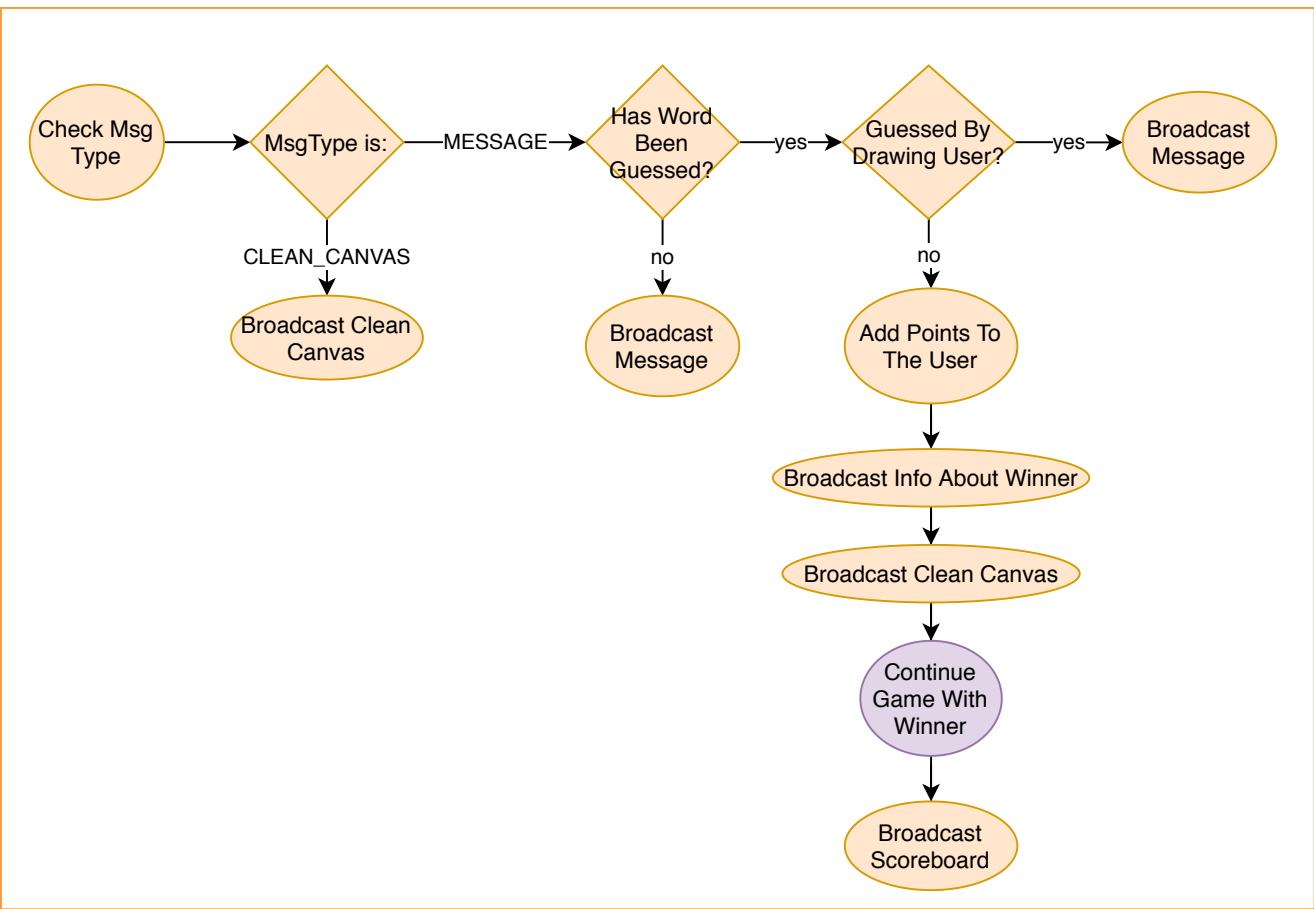 Check Msg
Type
MsgType is:
MESSAGE
Has Word
Been
Guessed?
yes
Guessed By
Drawing User?
yes
Broadcast
Message
CLEAN_CANVAS
no
no
Broadcast Clean
Canvas
Broadcast
Message
Add Points To
The User
Broadcast Info About Winner
Broadcast Clean Canvas
Continue
Game With
Winner
Broadcast
Scoreboard